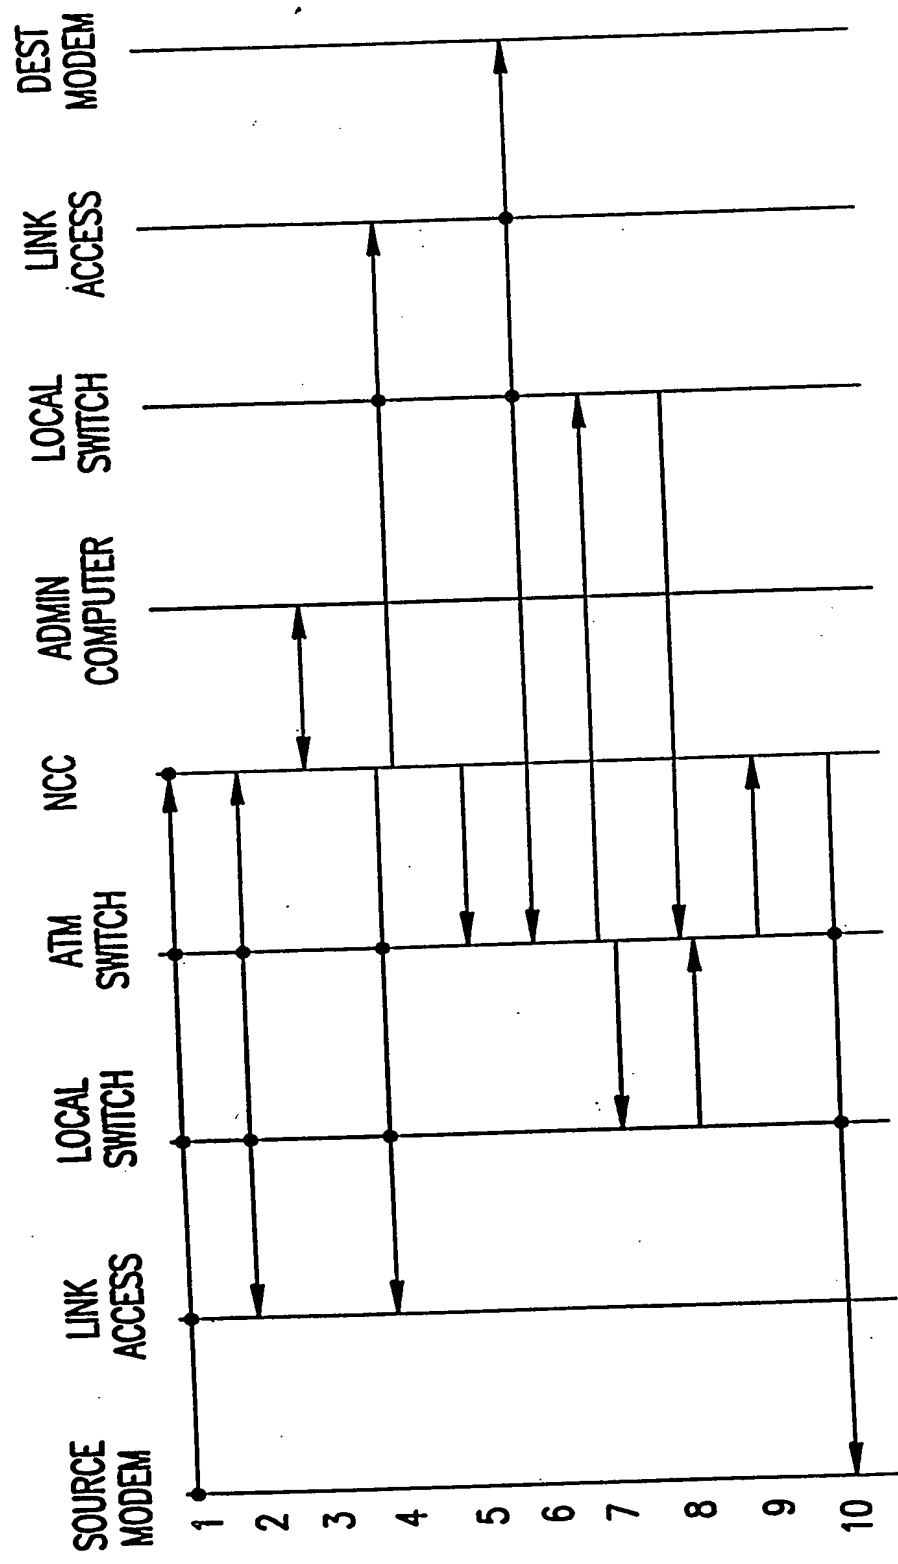 SOURCE
MODEM
LINK
ACCESS
LOCAL
SWITCH
ATM
SWITCH
NCC
ADMIN
COMPUTER
LOCAL
SWITCH
LINK
ACCESS
DEST
MODEM
1
2
3
4
5
6
7
8
9
10